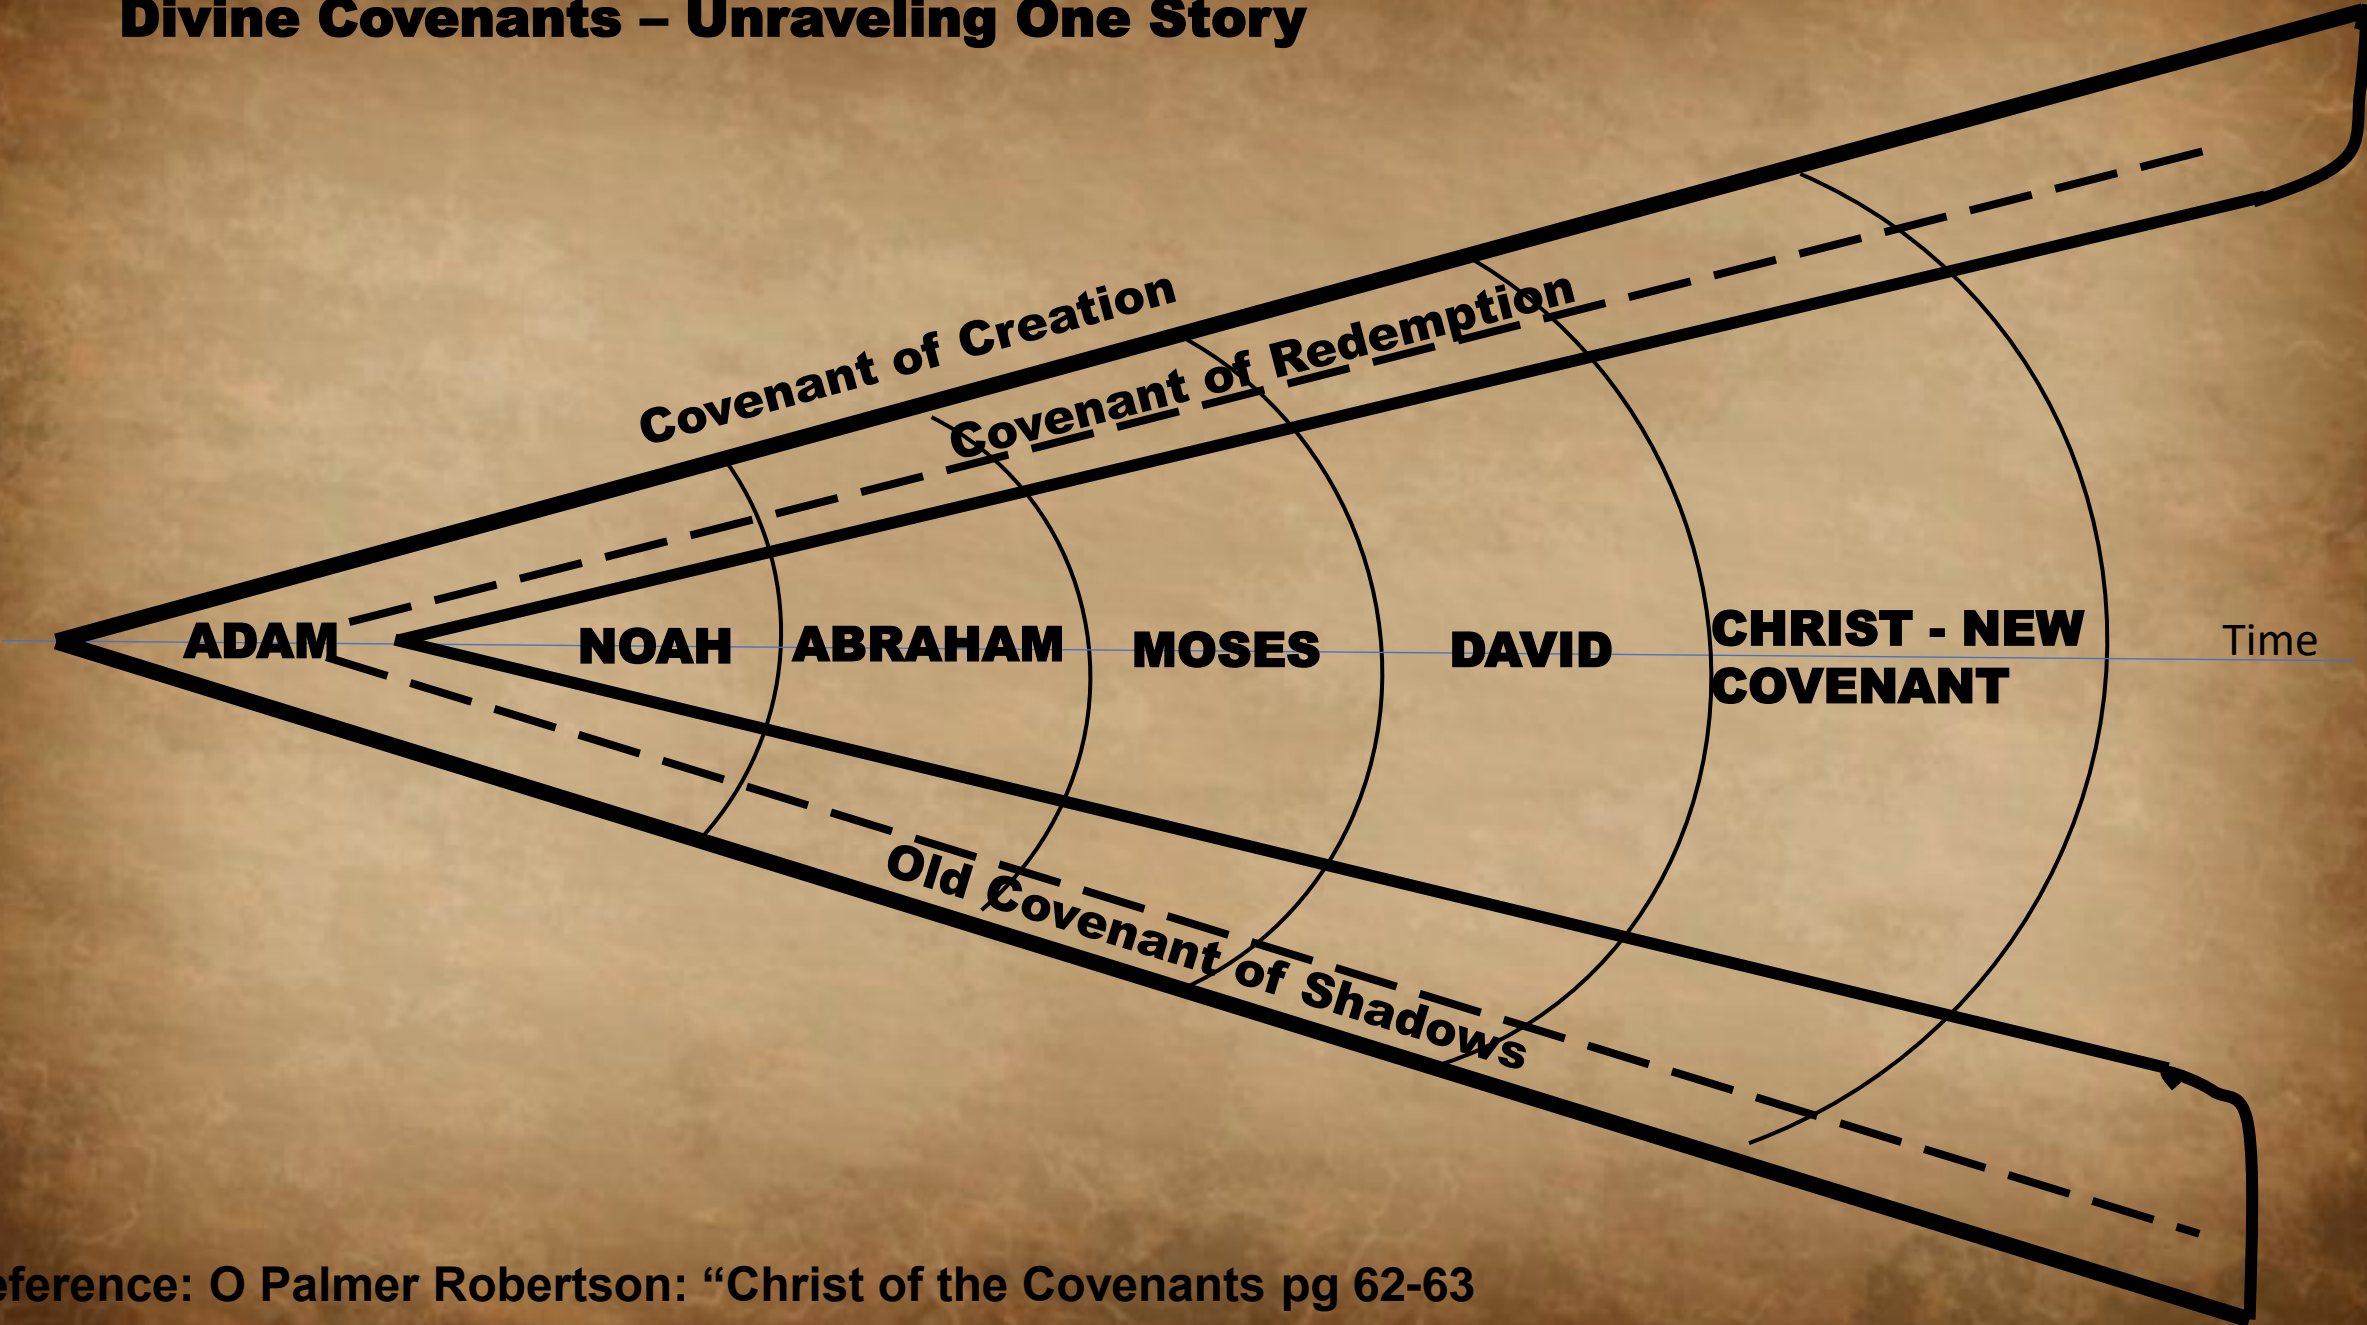 Divine Covenants – Unraveling One Story
Covenant of Creation
Covenant of Redemption
ADAM
NOAH
ABRAHAM
MOSES
DAVID
CHRIST - NEW
COVENANT
Time
Old Covenant of Shadows
eference: O Palmer Robertson: “Christ of the Covenants pg 62-63